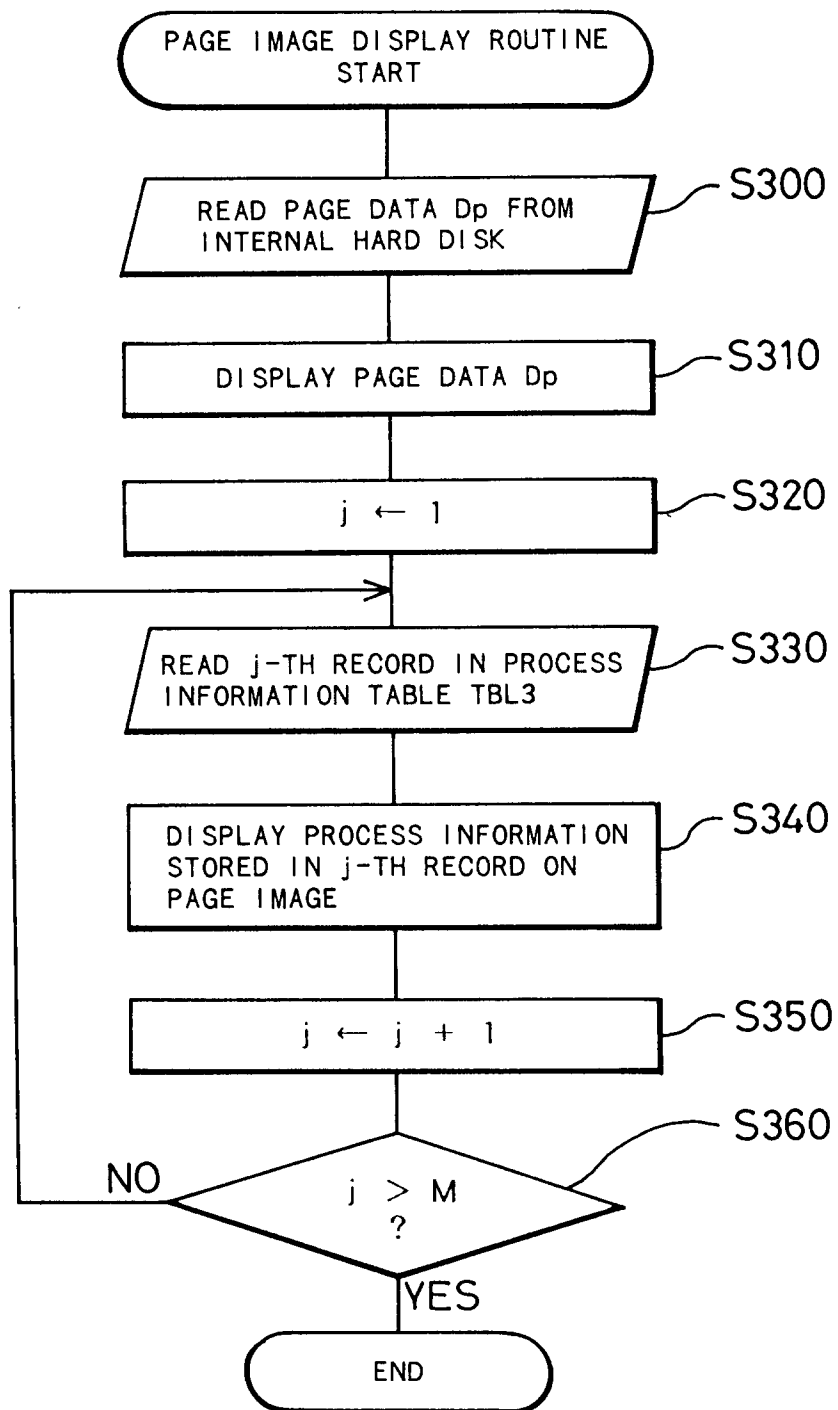 PAGE IMAGE DISPLAY ROUTINE
START
S300
READ PAGE DATA Dp FROM
INTERNAL HARD DISK
S310
DISPLAY PAGE DATA Dp
S320
j ← 1
S330
READ j-TH RECORD IN PROCESS
INFORMATION TABLE TBL3
S340
DISPLAY PROCESS INFORMATION
STORED IN j-TH RECORD ON
PAGE IMAGE
S350
j ← j + 1
S360
NO
j > M
?
YES
END